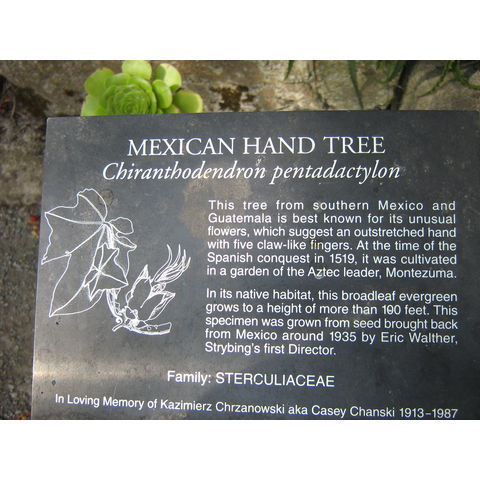 MEXICAN HAND TREE
Chiranthodendron pentadactylon
This tree from southern Mexico and
Guatemala is best known for its unusual
flowers, which suggest an outstretched hand
with five claw-like fingers. At the time of the
Spanish conquest in 1519, it was cultivated
in a garden of the Aztec leader, Montezuma.
In its native habitat, this broadleaf evergreen
grows to a height of more than 100 feet. This
specimen was grown from seed brought back
from Mexico around 1935 by Eric Walther,
Strybing's first Director.
Family: STERCULIACEAE
In Loving Memory of Kazimierz Chrzanowski aka Casey Chanski 1913-1987